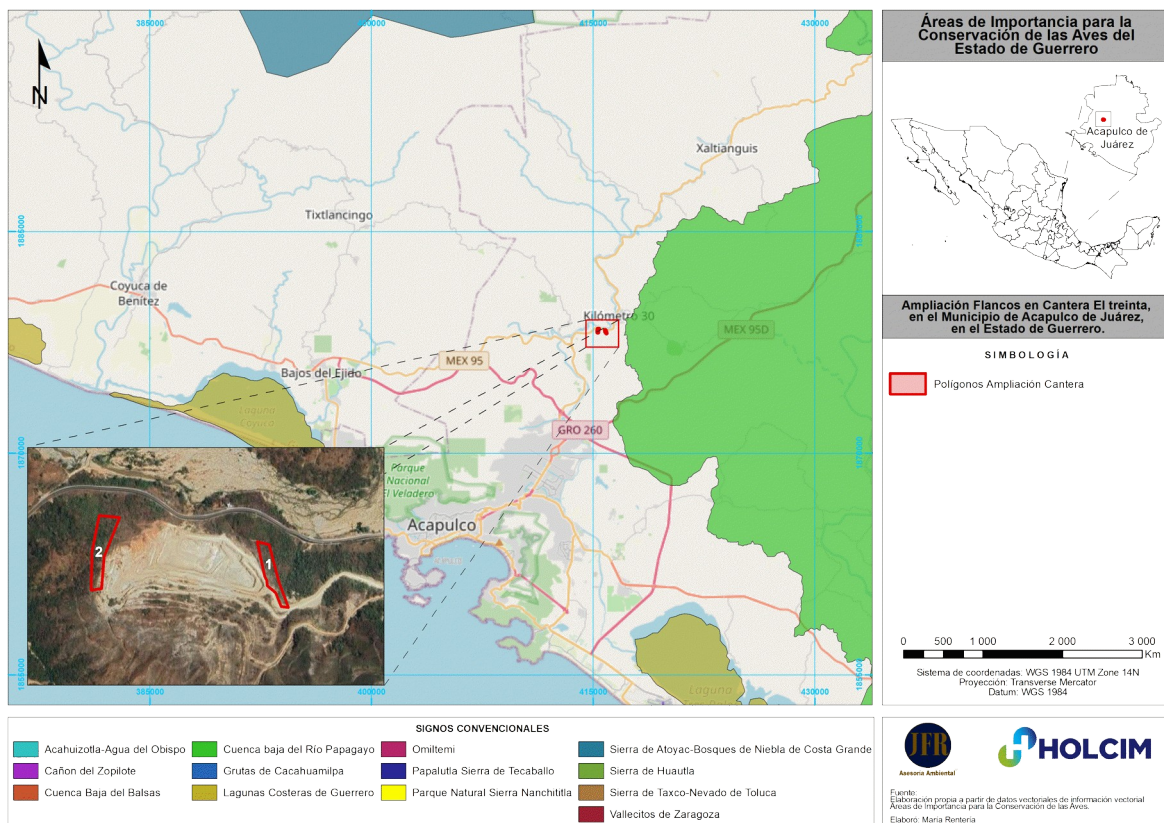 385000
400000
415000
430000
N
Xaltianguis
Tixtlancingo
1885000
1885000
Coyuca de
Benítez
Kilómetro 30
MEX 95D
MEX 95
Bajos del Ejido
Laguna
Coyuca
GRO 260
1870000
1870000
Parque
Nacional
El Veladero
Acapulco
2
1
Laguna
1855000
385000
400000
415000
430000
Áreas de Importancia para la
Conservación de las Aves del
Estado de Guerrero
Acapulco de
Juárez
Ampliación Flancos en Cantera El treinta,
en el Municipio de Acapulco de Juárez,
en el Estado de Guerrero.
SIMBOLOGÍA
Polígonos Ampliación Cantera
0 500 1 000 2 000 3 000
Km
Sistema de coordenadas: WGS 1984 UTM Zone 14N
Proyección: Transverse Mercator
Datum: WGS 1984
SIGNOS CONVENCIONALES
Acahuizotla-Agua del Obispo
Cañon del Zopilote
Cuenca Baja del Balsas
Cuenca baja del Río Papagayo
Grutas de Cacahuamilpa
Lagunas Costeras de Guerrero
Omiltemi
Papalutla Sierra de Tecaballo
Parque Natural Sierra Nanchititla
Sierra de Atoyac-Bosques de Niebla de Costa Grande
Sierra de Huautla
Sierra de Taxco-Nevado de Toluca
Vallecitos de Zaragoza
JFR
Asesoría Ambiental
HOLCIM
Fuente:
Elaboración propia a partir de datos vectoriales de información vectorial
Áreas de Importancia para la Conservación de las Aves.
Elaboró: María Rentería